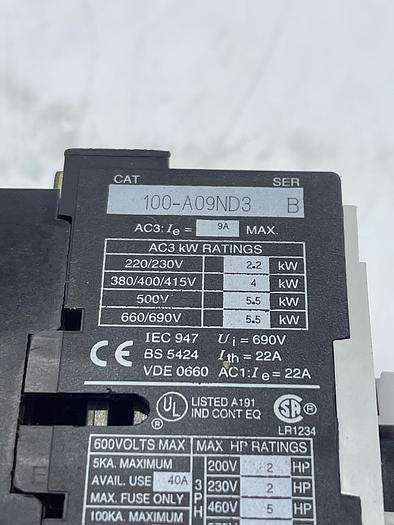 CAT SER
100-A09ND3 B
AC3: Ie = 9A MAX.
AC3 kW RATINGS
220/230V 2.2 kW
380/400/415V 4 kW
500V 5.5 kW
660/690V 5.5 kW
CE IEC 947 Ui = 690V
BS 5424 Ith = 22A
VDE 0660 AC1: Ie = 22A
UL ® LISTED A191 SA ®
IND CONT EQ
LR1234
600VOLTS MAX MAX HP RATINGS
5KA. MAXIMUM 200V 2 HP
AVAIL. USE 40A 3 PH 230V 2 HP
MAX. FUSE ONLY 460V 5 HP
100KA. MAXIMUM